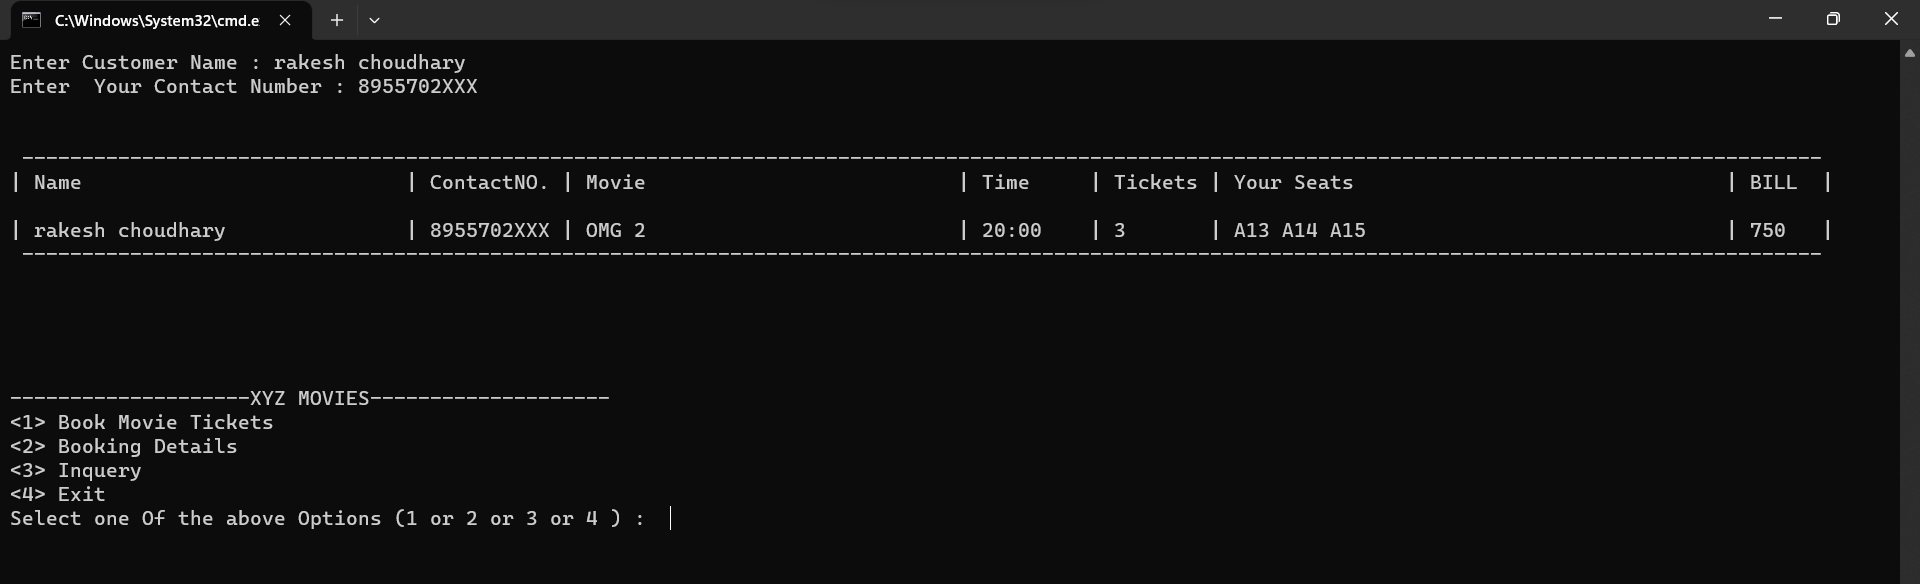 C:\Windows\System32\cmd.e
Enter Customer Name : rakesh choudhary
Enter  Your Contact Number : 8955702XXX
| Name | ContactNO. | Movie | Time | Tickets | Your Seats | BILL |
| rakesh choudhary | 8955702XXX | OMG 2 | 20:00 | 3 | A13 A14 A15 | 750 |
--------------------XYZ MOVIES--------------------
<1> Book Movie Tickets
<2> Booking Details
<3> Inquery
<4> Exit
Select one Of the above Options (1 or 2 or 3 or 4 ) :